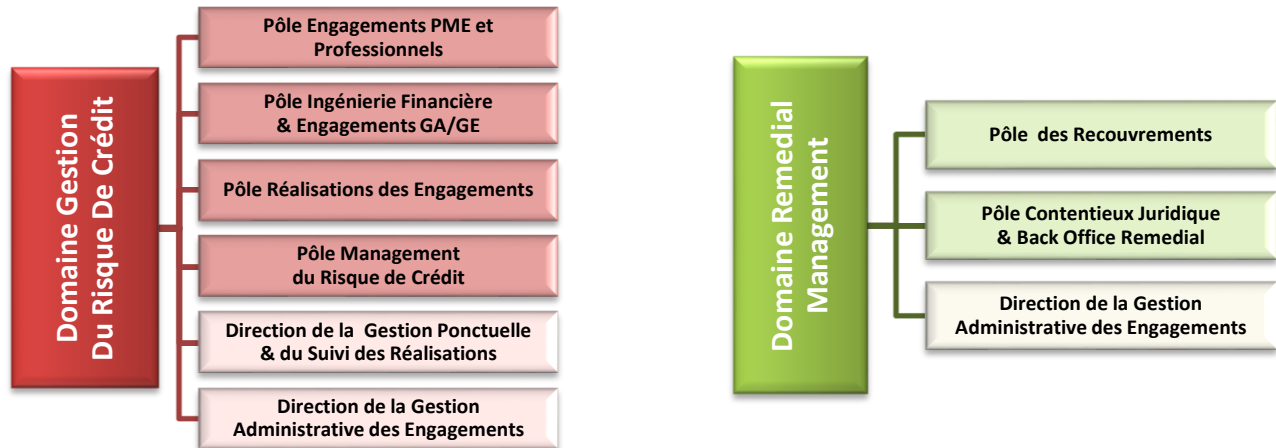 Domaine Gestion
Du Risque De Crédit
Pôle Engagements PME et
Professionnels
Pôle Ingénierie Financière
& Engagements GA/GE
Pôle Réalisations des Engagements
Pôle Management
du Risque de Crédit
Direction de la Gestion Ponctuelle
& du Suivi des Réalisations
Direction de la Gestion
Administrative des Engagements
Domaine Remedial
Management
Pôle des Recouvrements
Pôle Contentieux Juridique
& Back Office Remedial
Direction de la Gestion
Administrative des Engagements